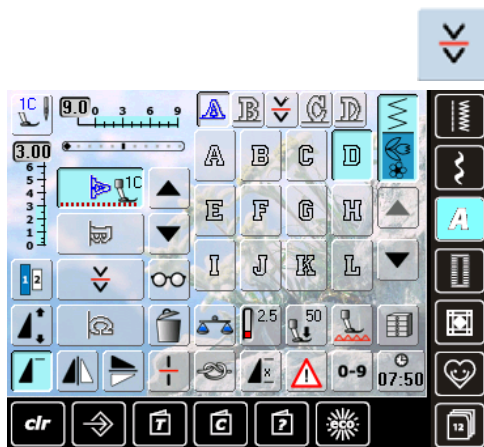 1C 9.0 0 3 6 9 A B C D
3.00
6 5 4 3 2 1 0
1C
A B C D
E F G H
I J K L
A
1 2
2.5 50
x 0-9 07:50
clr T C ? eco 12